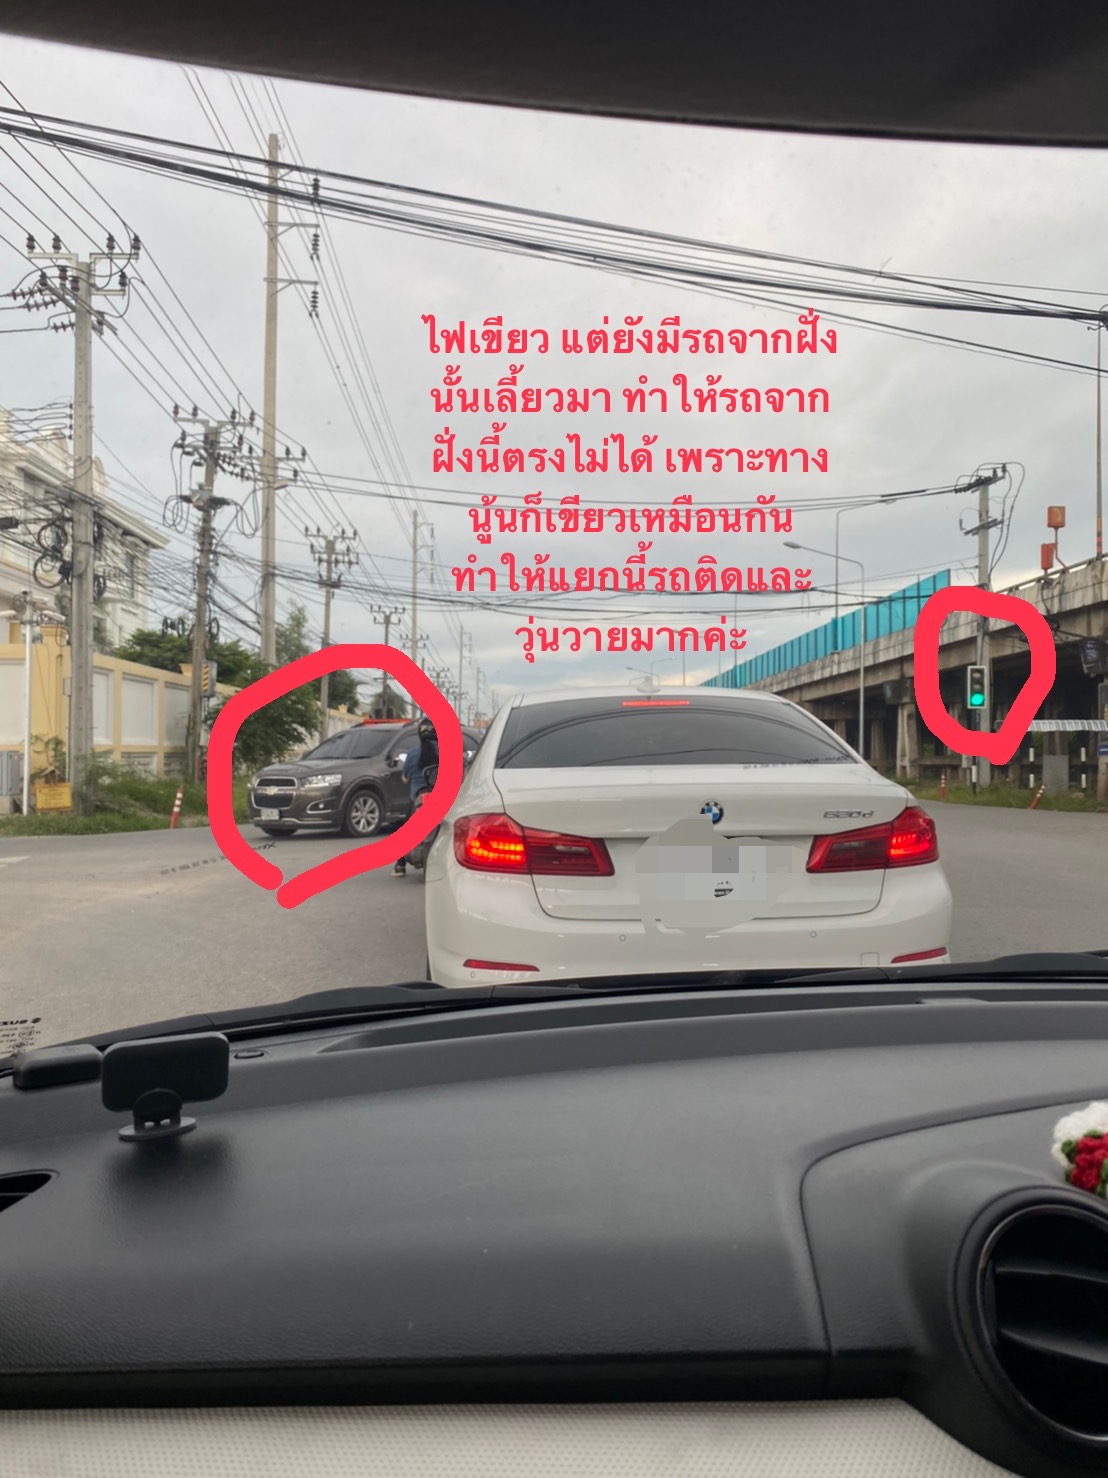 ไฟเขียว แต่ยังมีรถจากฝั่ง
นั้นเลี้ยวมา ทำให้รถจาก
ฝั่งนี้ตรงไม่ได้ เพราะทาง
นู้นก็เขียวเหมือนกัน
ทำให้แยกนี้รถติดและ
วุ่นวายมากค่ะ
520d